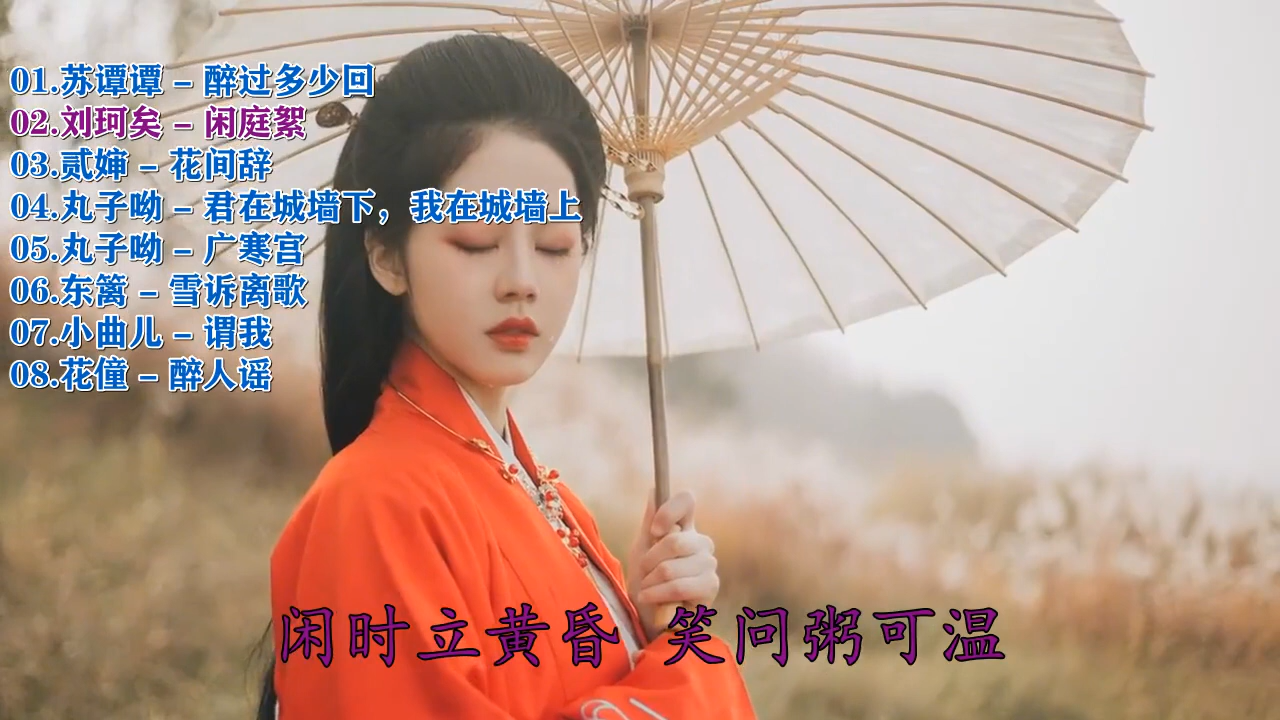 01.苏谭谭 – 醉过多少回
02.刘珂矣 – 闲庭絮
03.贰婶 – 花间辞
04.丸子呦 – 君在城墙下，我在城墙上
05.丸子呦 – 广寒宫
06.东篱 – 雪诉离歌
07.小曲儿 – 谓我
08.花僮 – 醉人谣
闲时立黄昏 笑问粥可温